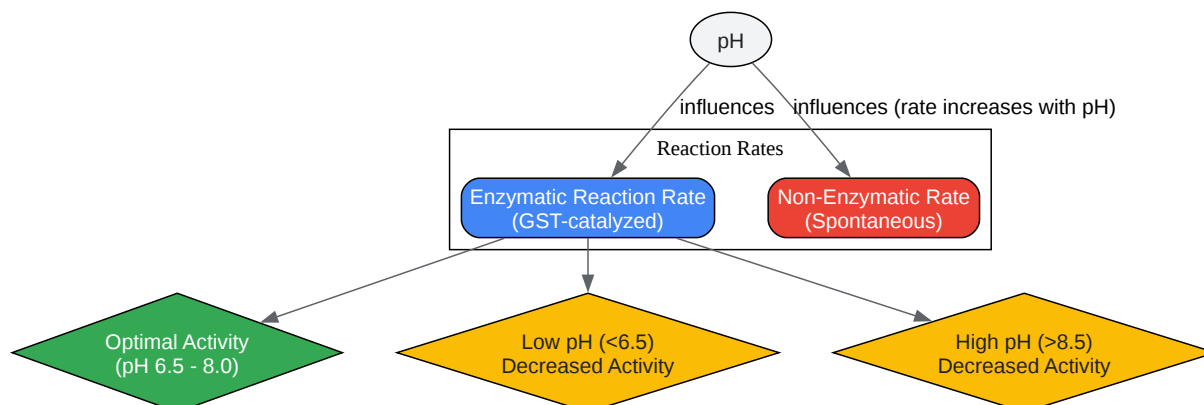 pH
influences
influences (rate increases with pH)
Reaction Rates
Enzymatic Reaction Rate
(GST-catalyzed)
Non-Enzymatic Rate
(Spontaneous)
Optimal Activity
(pH 6.5 - 8.0)
Low pH (<6.5)
Decreased Activity
High pH (>8.5)
Decreased Activity